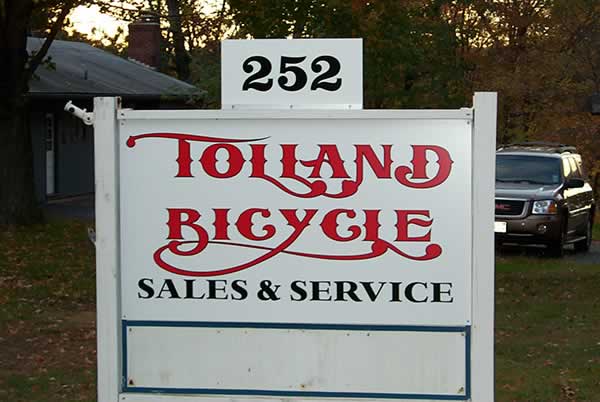 252
TOLLAND
BICYCLE
SALES & SERVICE